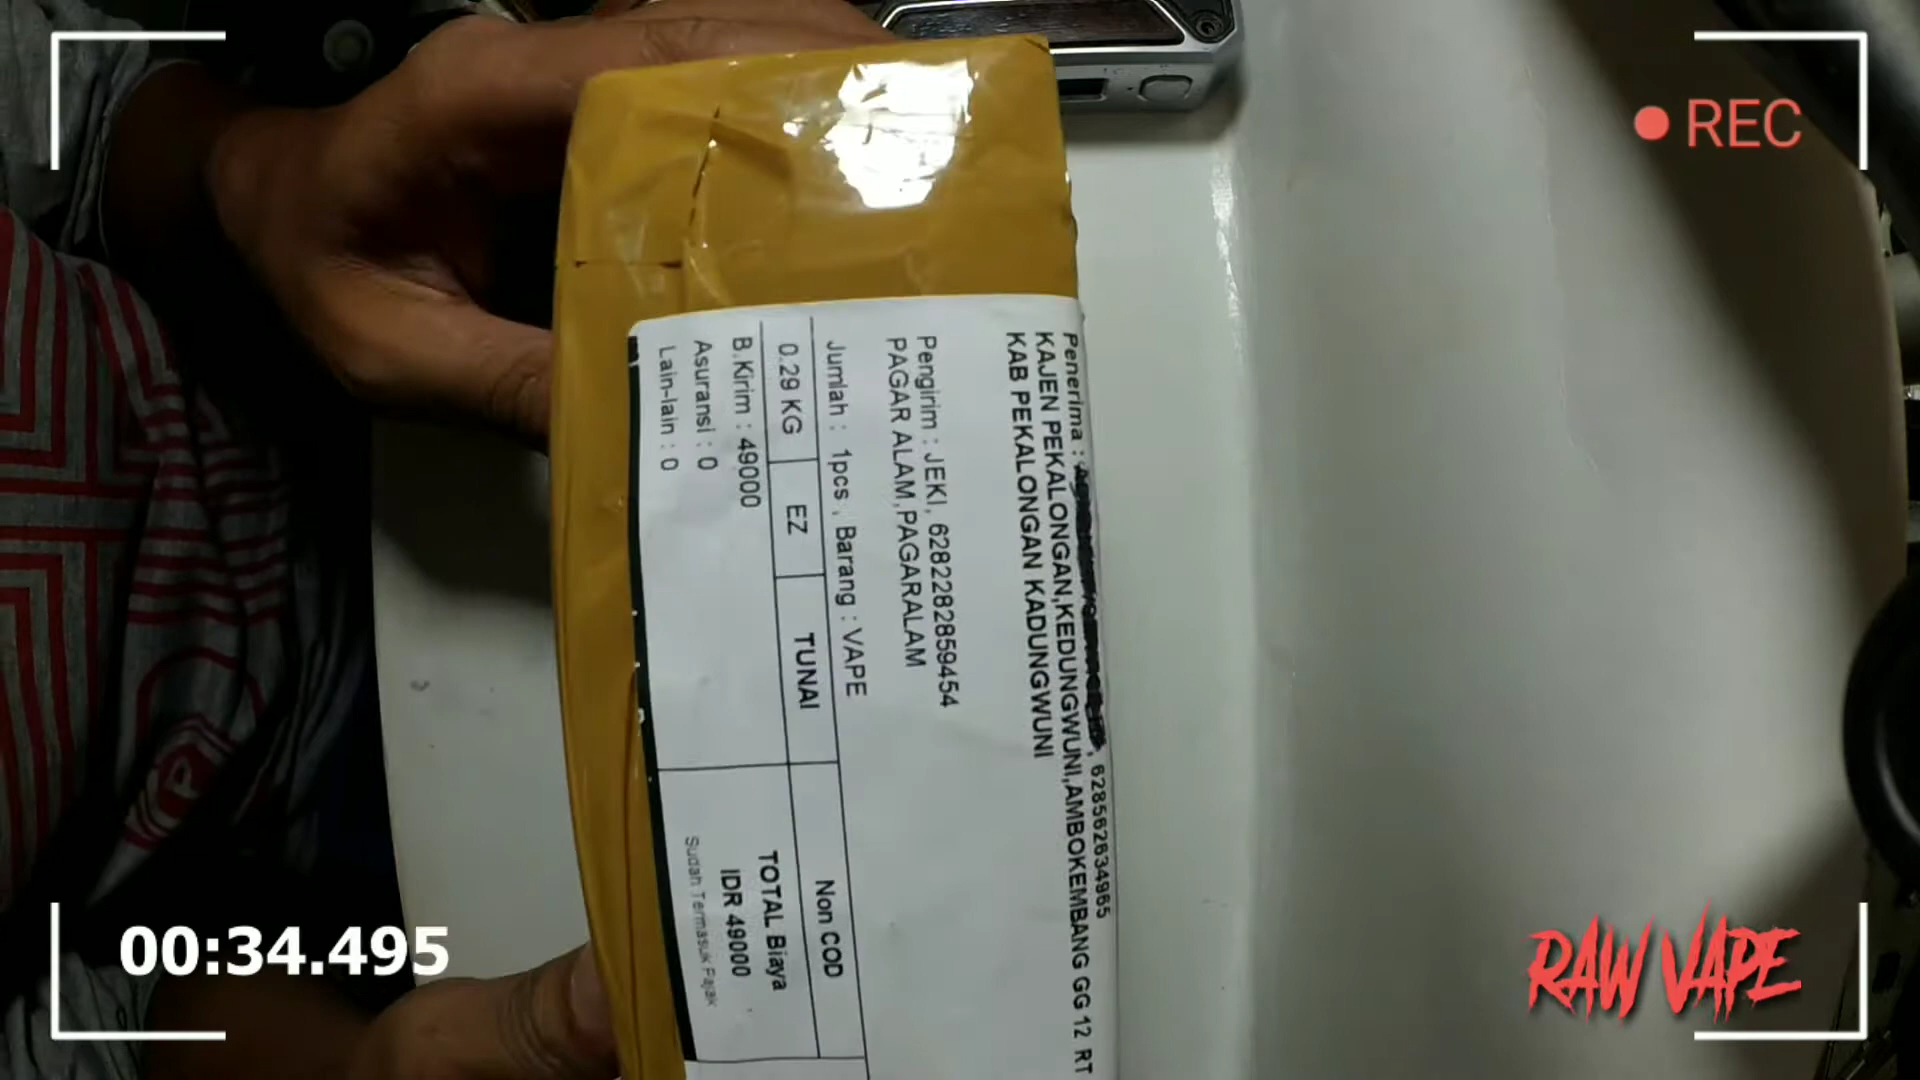 REC
Penerima : , 6285626349865
KAJEN PEKALONGAN,KEDUNGWUNI,AMBOKEMBANG GG 12 RT
KAB PEKALONGAN KADUNGWUNI
Pengirim : JEKI, 6282282859454
PAGAR ALAM,PAGARALAM
Jumlah : 1pcs , Barang : VAPE
0.29 KG EZ TUNAI Non COD
B.Kirim : 49000
Asuransi : 0
Lain-lain : 0
TOTAL Biaya
IDR 49000
Sudah Termasuk Pajak
00:34.495
RAW VAPE